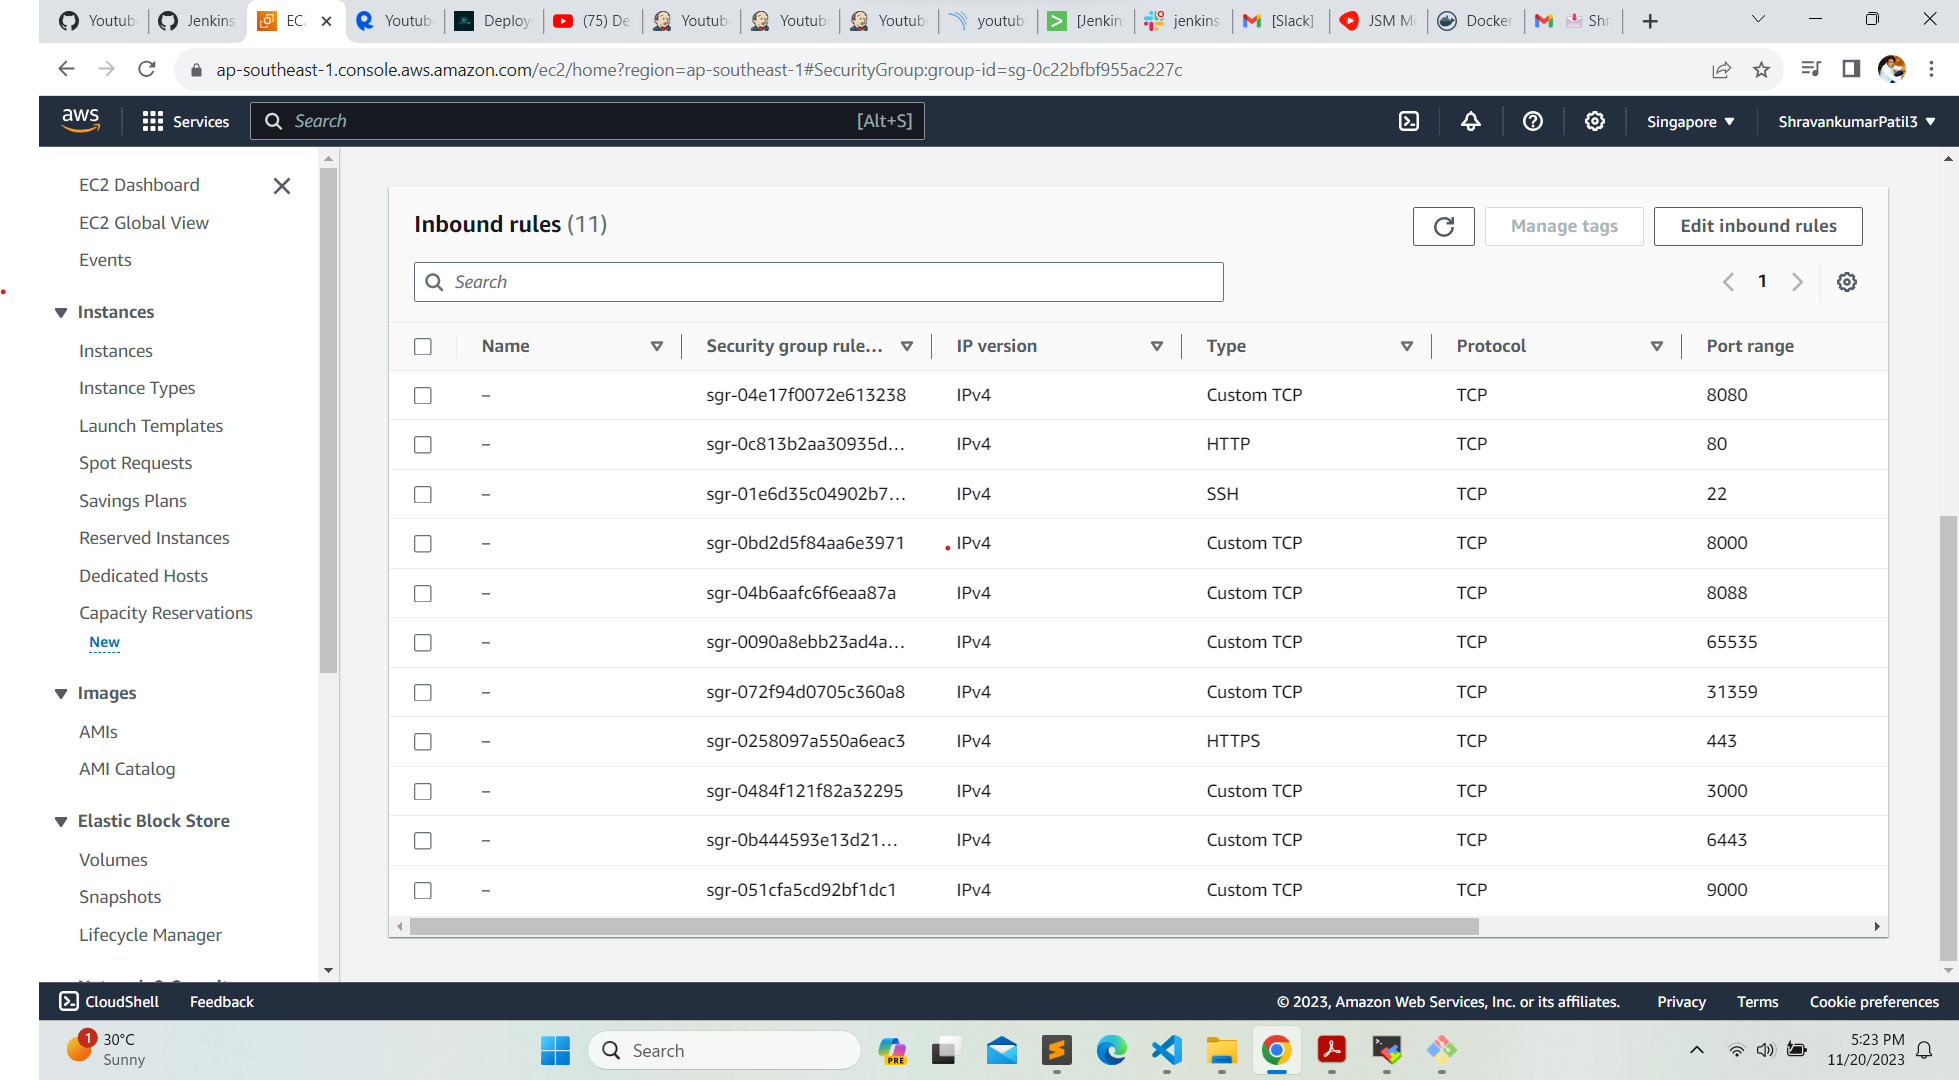 Youtub
Jenkins
EC
Youtub
Deploy
(75) De
Youtub
Youtub
Youtub
youtub
[Jenkin
jenkins
[Slack]
JSM M
Docker
Shr
ap-southeast-1.console.aws.amazon.com/ec2/home?region=ap-southeast-1#SecurityGroup:group-id=sg-0c22bfbf955ac227c
aws Services Search [Alt+S] Singapore ShravankumarPatil3
EC2 Dashboard
EC2 Global View
Events
Instances
Instances
Instance Types
Launch Templates
Spot Requests
Savings Plans
Reserved Instances
Dedicated Hosts
Capacity Reservations
New
Images
AMIs
AMI Catalog
Elastic Block Store
Volumes
Snapshots
Lifecycle Manager
Inbound rules (11)
Manage tags
Edit inbound rules
Search
1
Name Security group rule... IP version Type Protocol Port range
– sgr-04e17f0072e613238 IPv4 Custom TCP TCP 8080
– sgr-0c813b2aa30935d... IPv4 HTTP TCP 80
– sgr-01e6d35c04902b7... IPv4 SSH TCP 22
– sgr-0bd2d5f84aa6e3971 IPv4 Custom TCP TCP 8000
– sgr-04b6aafc6f6eaa87a IPv4 Custom TCP TCP 8088
– sgr-0090a8ebb23ad4a... IPv4 Custom TCP TCP 65535
– sgr-072f94d0705c360a8 IPv4 Custom TCP TCP 31359
– sgr-0258097a550a6eac3 IPv4 HTTPS TCP 443
– sgr-0484f121f82a32295 IPv4 Custom TCP TCP 3000
– sgr-0b444593e13d21... IPv4 Custom TCP TCP 6443
– sgr-051cfa5cd92bf1dc1 IPv4 Custom TCP TCP 9000
CloudShell Feedback © 2023, Amazon Web Services, Inc. or its affiliates. Privacy Terms Cookie preferences
1
30°C
Sunny
Search
PRE
5:23 PM
11/20/2023